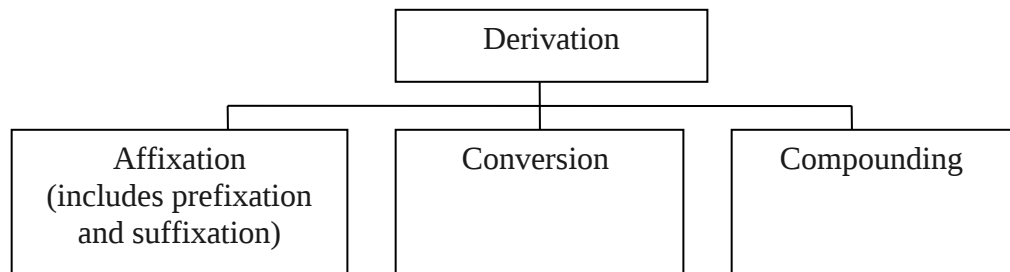 Derivation
Affixation
(includes prefixation
and suffixation)
Conversion
Compounding